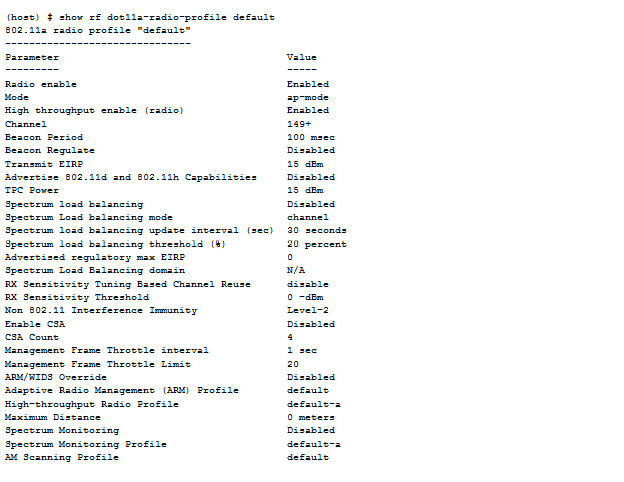 (host) # show rf dot11a-radio-profile default
802.11a radio profile "default"
-------------------------------
Parameter Value
--------- -----
Radio enable Enabled
Mode ap-mode
High throughput enable (radio) Enabled
Channel 149+
Beacon Period 100 msec
Beacon Regulate Disabled
Transmit EIRP 15 dBm
Advertise 802.11d and 802.11h Capabilities Disabled
TPC Power 15 dBm
Spectrum load balancing Disabled
Spectrum Load balancing mode channel
Spectrum load balancing update interval (sec) 30 seconds
Spectrum load balancing threshold (%) 20 percent
Advertised regulatory max EIRP 0
Spectrum Load Balancing domain N/A
RX Sensitivity Tuning Based Channel Reuse disable
RX Sensitivity Threshold 0 -dBm
Non 802.11 Interference Immunity Level-2
Enable CSA Disabled
CSA Count 4
Management Frame Throttle interval 1 sec
Management Frame Throttle Limit 20
ARM/WIDS Override Disabled
Adaptive Radio Management (ARM) Profile default
High-throughput Radio Profile default-a
Maximum Distance 0 meters
Spectrum Monitoring Disabled
Spectrum Monitoring Profile default-a
AM Scanning Profile default